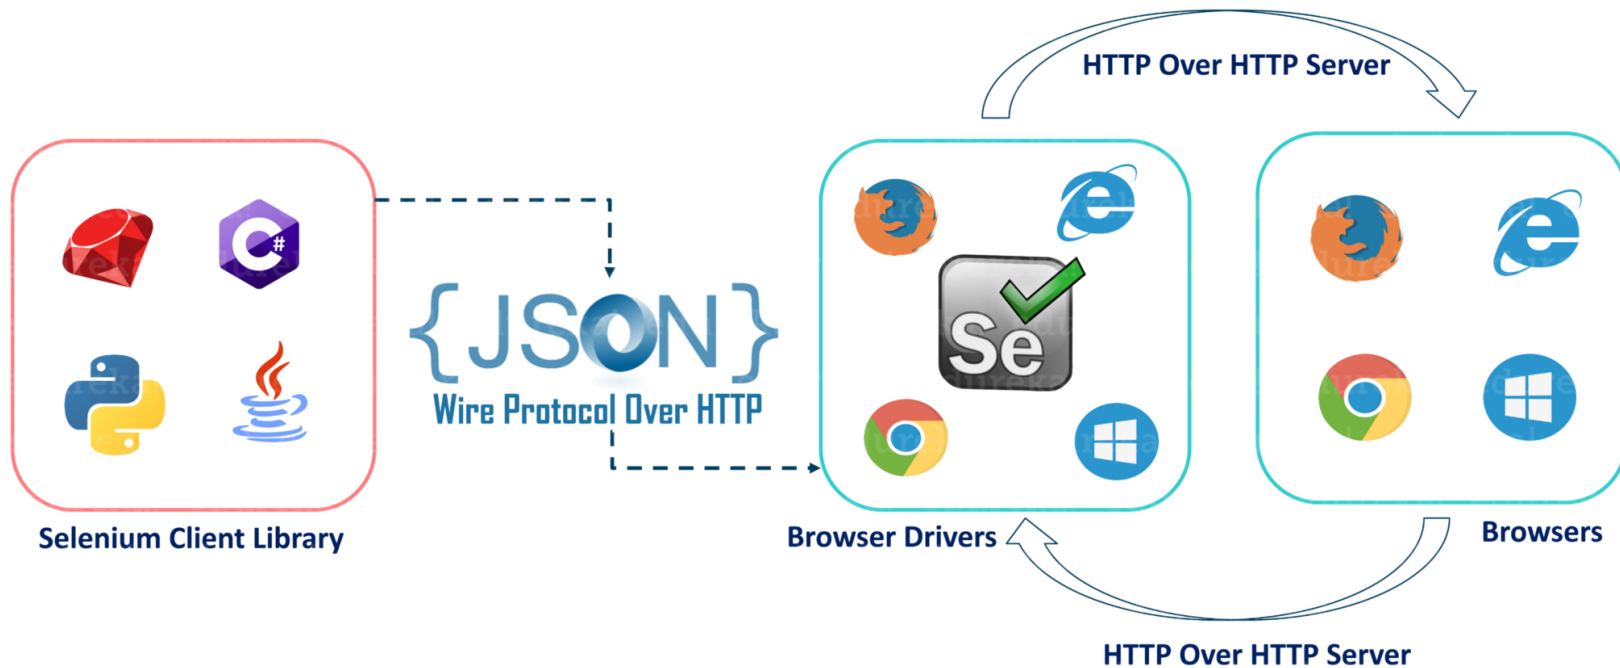 HTTP Over HTTP Server
C#
{JSON}
Wire Protocol Over HTTP
Se
Selenium Client Library
Browser Drivers
Browsers
HTTP Over HTTP Server